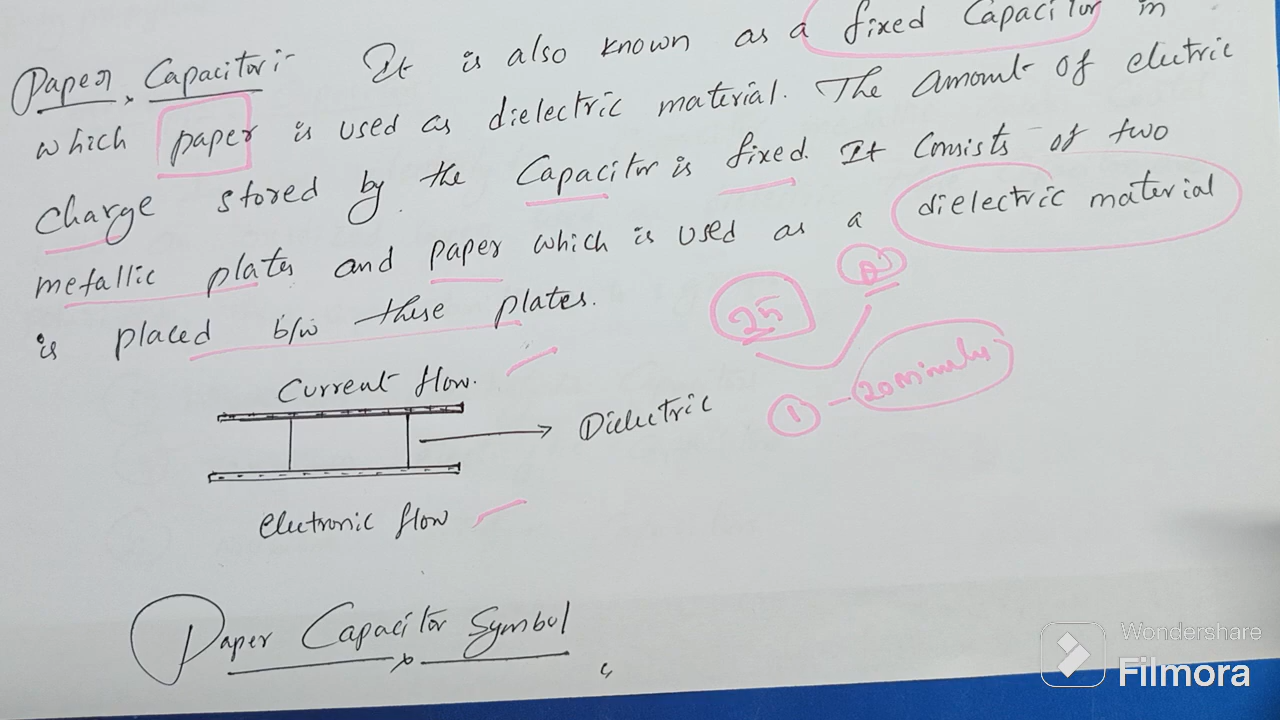 Paper Capacitor:- It is also known as a fixed Capacitor in
which paper is used as dielectric material. The amount of electric
charge stored by the Capacitor is fixed. It Consists of two
metallic plates and paper which is used as a dielectric material
is placed b/w these plates.
25
Current flow.
1 - 20 minutes
Dielectric
electronic flow
Paper Capacitor Symbol
Wondershare
Filmora